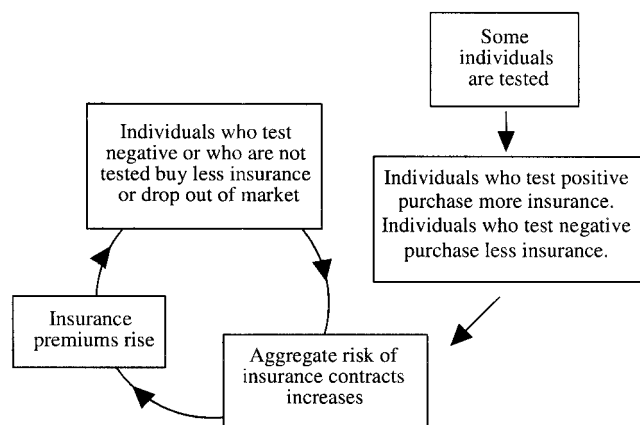 Some
individuals
are tested
Individuals who test positive
purchase more insurance.
Individuals who test negative
purchase less insurance.
Individuals who test
negative or who are not
tested buy less insurance
or drop out of market
Aggregate risk of
insurance contracts
increases
Insurance
premiums rise